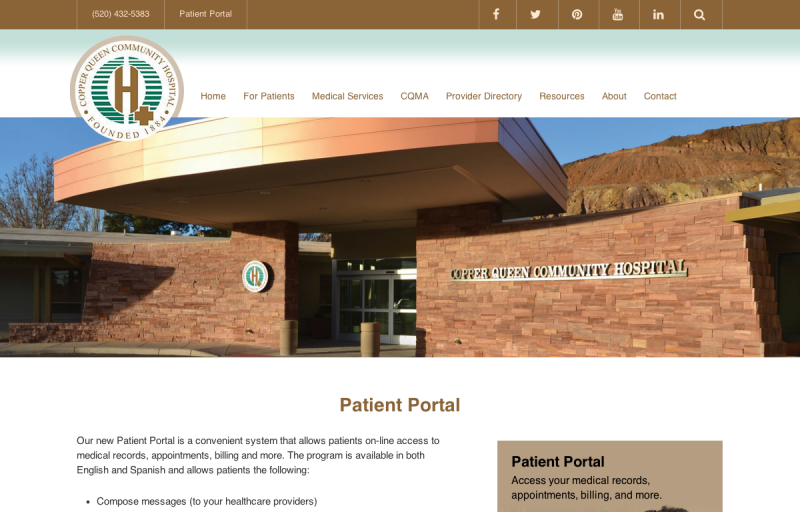 (520) 432-5383
Patient Portal
COPPER QUEEN COMMUNITY HOSPITAL
H
FOUNDED 1884
Home
For Patients
Medical Services
CQMA
Provider Directory
Resources
About
Contact
COPPER QUEEN COMMUNITY HOSPITAL
Patient Portal
Our new Patient Portal is a convenient system that allows patients on-line access to
medical records, appointments, billing and more. The program is available in both
English and Spanish and allows patients the following:
• Compose messages (to your healthcare providers)
Patient Portal
Access your medical records,
appointments, billing, and more.